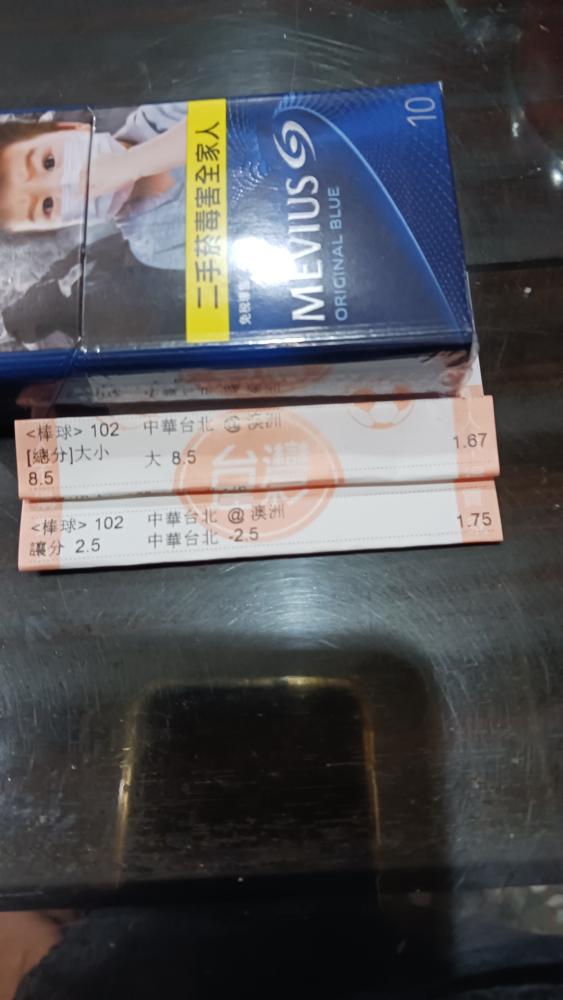 10
MEVIUS
ORIGINAL BLUE
二手菸毒害全家人
<棒球> 102 中華台北 @ 澳洲
[總分]大小 大 8.5 1.67
8.5
<棒球> 102 中華台北 @ 澳洲 1.75
讓分 2.5 中華台北 -2.5